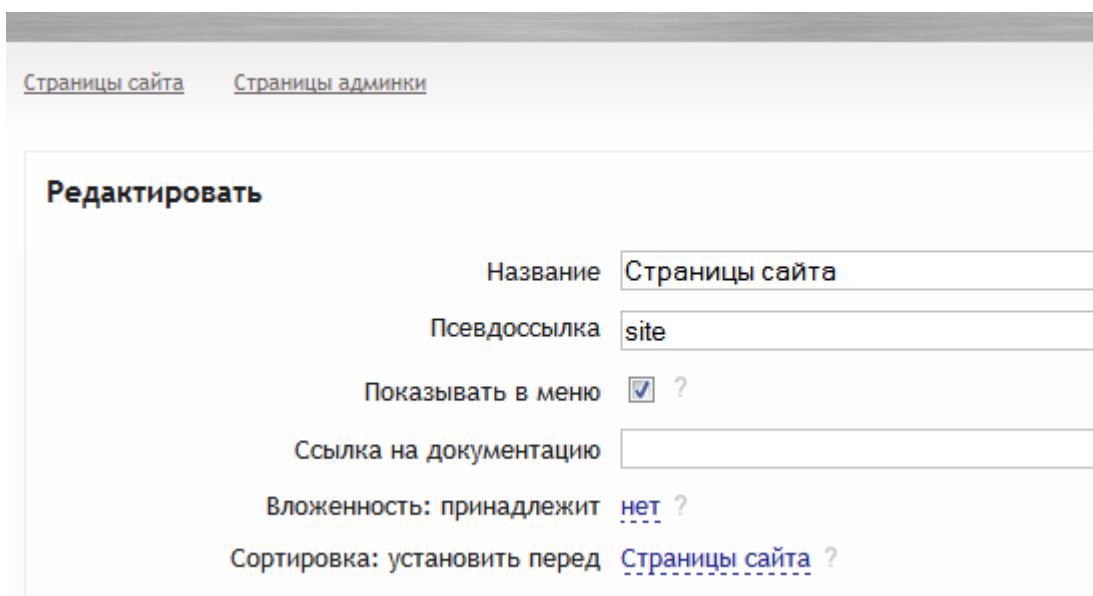 Страницы сайта Страницы админки
Редактировать
Название Страницы сайта
Псевдоссылка site
Показывать в меню ?
Ссылка на документацию
Вложенность: принадлежит нет ?
Сортировка: установить перед Страницы сайта ?